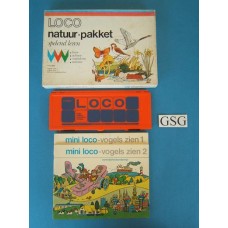 LOCO
natuur-pakket
spelend leren
LOCO
GSG
mini loco-vogels zien 1
mini loco-vogels zien 2